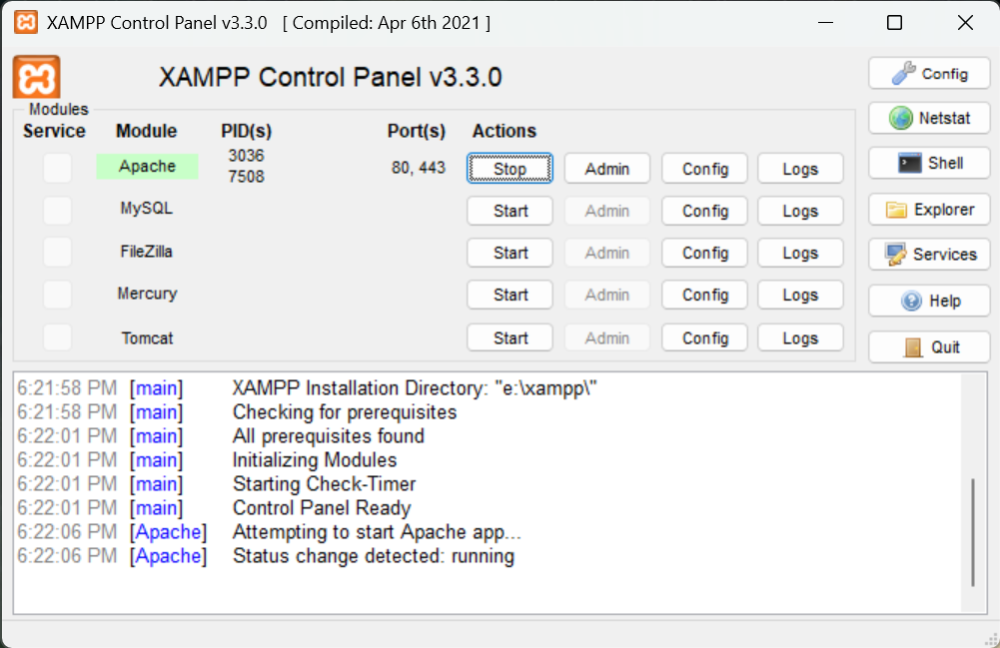 XAMPP Control Panel v3.3.0 [ Compiled: Apr 6th 2021 ]
XAMPP Control Panel v3.3.0
Config
Modules
Service Module PID(s) Port(s) Actions
Netstat
Apache 3036 7508 80, 443 Stop Admin Config Logs
Shell
MySQL Start Admin Config Logs
Explorer
FileZilla Start Admin Config Logs
Services
Mercury Start Admin Config Logs
Help
Tomcat Start Admin Config Logs
Quit
6:21:58 PM [main] XAMPP Installation Directory: "e:\xampp\"
6:21:58 PM [main] Checking for prerequisites
6:22:01 PM [main] All prerequisites found
6:22:01 PM [main] Initializing Modules
6:22:01 PM [main] Starting Check-Timer
6:22:01 PM [main] Control Panel Ready
6:22:06 PM [Apache] Attempting to start Apache app...
6:22:06 PM [Apache] Status change detected: running